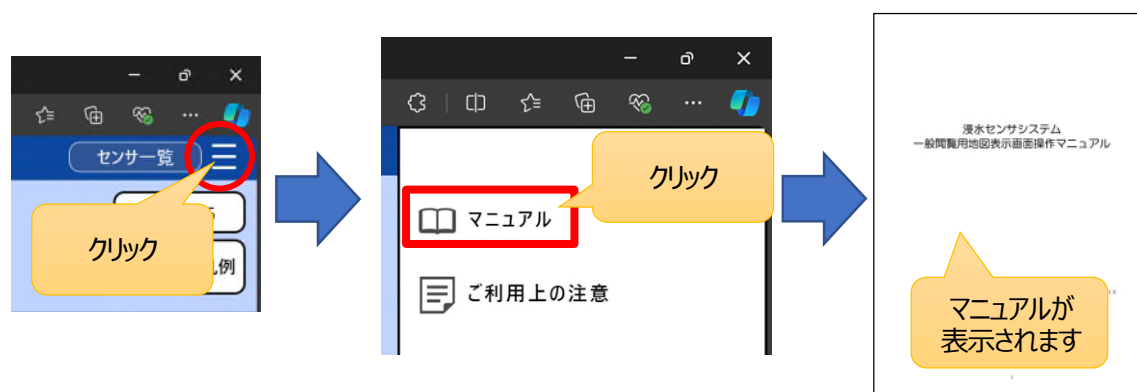 センサ一覧
クリック
例
クリック
マニュアル
ご利用上の注意
浸水センサシステム
一般閲覧用地図表示画面操作マニュアル
マニュアルが
表示されます